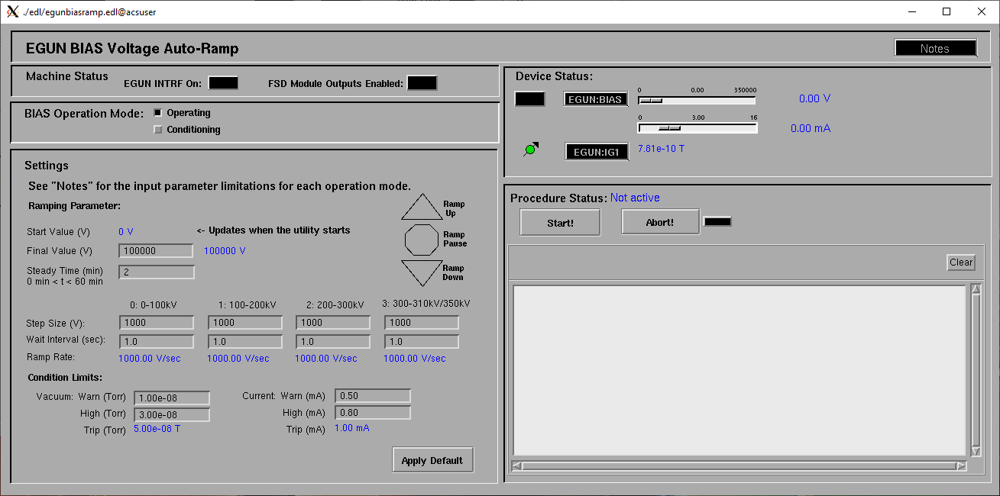 ./edl/egunbiasramp.edl@acsuser
EGUN BIAS Voltage Auto-Ramp
Notes
Machine Status
EGUN INTRF On:
FSD Module Outputs Enabled:
BIAS Operation Mode:
Operating
Conditioning
Settings
See "Notes" for the input parameter limitations for each operation mode.
Ramping Parameter:
Start Value (V)
0 V
<- Updates when the utility starts
Final Value (V)
100000
100000 V
Steady Time (min)
0 min < t < 60 min
2
Ramp
Up
Ramp
Pause
Ramp
Down
0: 0-100kV
1: 100-200kV
2: 200-300kV
3: 300-310kV/350kV
Step Size (V):
1000
1000
1000
1000
Wait Interval (sec):
1.0
1.0
1.0
1.0
Ramp Rate:
1000.00 V/sec
1000.00 V/sec
1000.00 V/sec
1000.00 V/sec
Condition Limits:
Vacuum: Warn (Torr)
1.00e-08
High (Torr)
3.00e-08
Trip (Torr)
5.00e-08 T
Current: Warn (mA)
0.50
High (mA)
0.80
Trip (mA)
1.00 mA
Apply Default
Device Status:
EGUN:BIAS
0
0.00
350000
0.00 V
0
3.00
16
0.00 mA
EGUN:IG1
7.81e-10 T
Procedure Status: Not active
Start!
Abort!
Clear